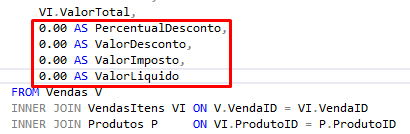 VI.ValorTotal,
0.00 AS PercentualDesconto,
0.00 AS ValorDesconto,
0.00 AS ValorImposto,
0.00 AS ValorLiquido
FROM Vendas V
INNER JOIN VendasItens VI ON V.VendaID = VI.VendaID
INNER JOIN Produtos P ON VI.ProdutoID = P.ProdutoID